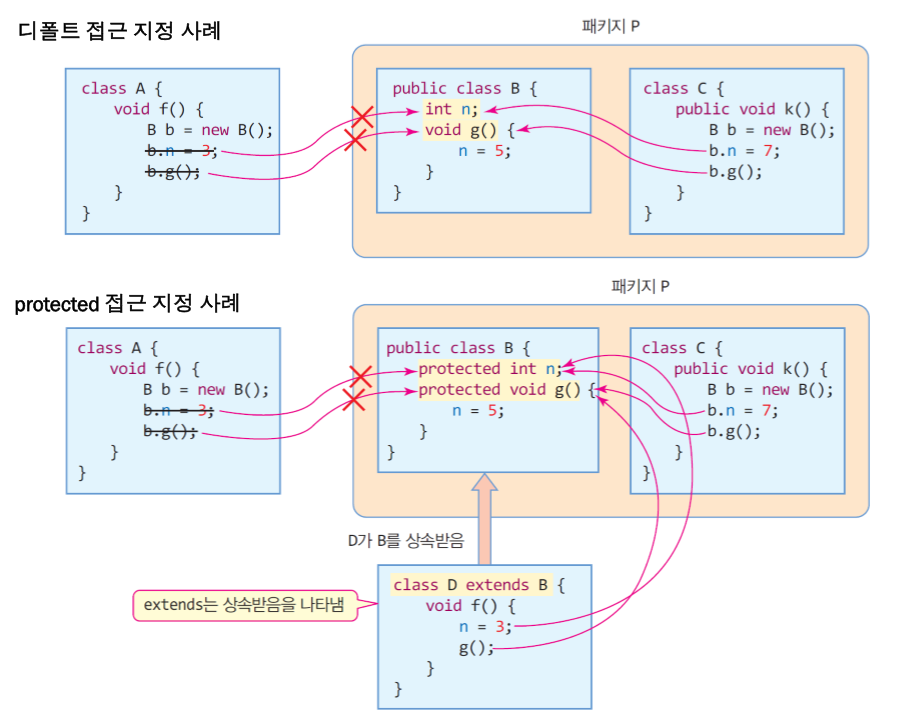 디폴트 접근 지정 사례
패키지 P
class A {
void f() {
B b = new B();
b.n = 3;
b.g();
}
}
public class B {
int n;
void g() {
n = 5;
}
}
class C {
public void k() {
B b = new B();
b.n = 7;
b.g();
}
}
protected 접근 지정 사례
패키지 P
class A {
void f() {
B b = new B();
b.n = 3;
b.g();
}
}
public class B {
protected int n;
protected void g() {
n = 5;
}
}
class C {
public void k() {
B b = new B();
b.n = 7;
b.g();
}
}
D가 B를 상속받음
extends는 상속받음을 나타냄
class D extends B {
void f() {
n = 3;
g();
}
}